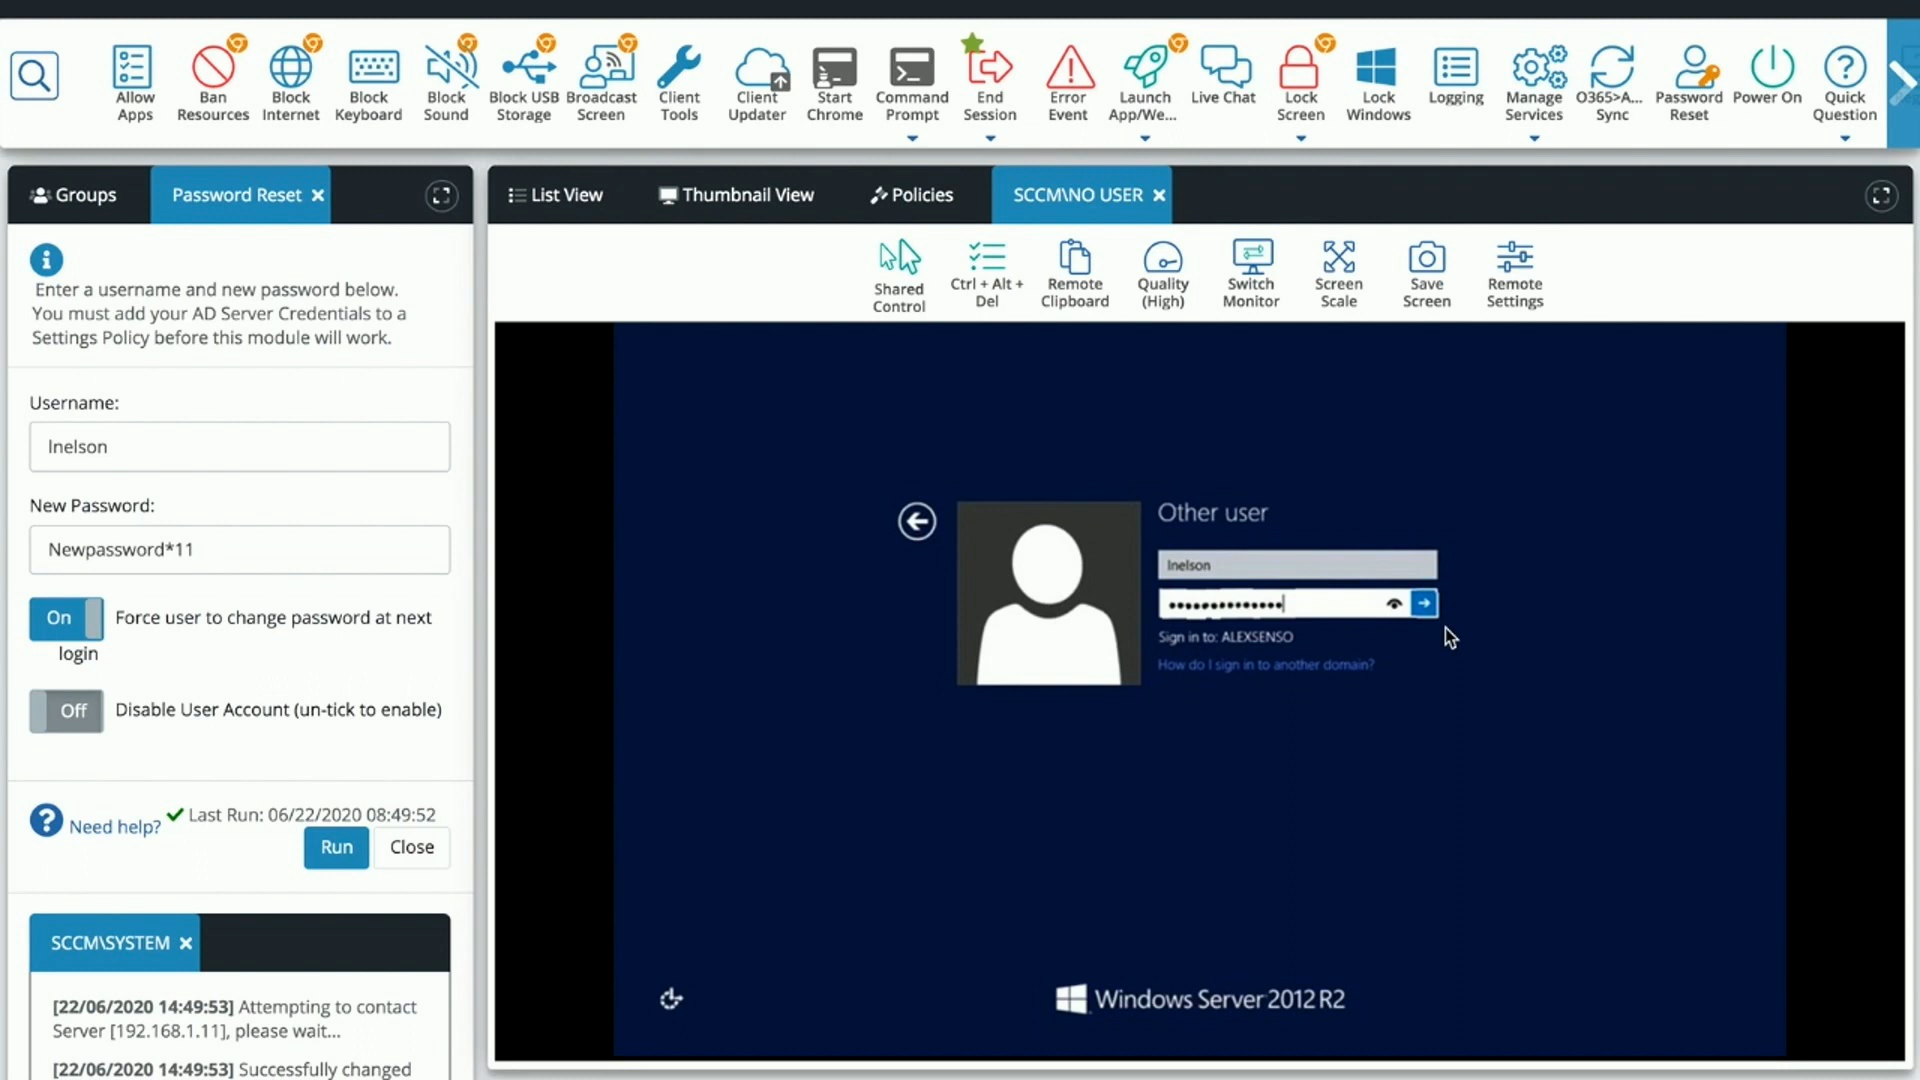 Allow
Apps
Ban
Resources
Block
Internet
Block
Keyboard
Block
Sound
Block USB
Storage
Broadcast
Screen
Client
Tools
Client
Updater
Start
Chrome
Command
Prompt
End
Session
Error
Event
Launch
App/We...
Live Chat
Lock
Screen
Lock
Windows
Logging
Manage
Services
O365>A...
Sync
Password
Reset
Power On
Quick
Question
Groups
Password Reset
List View
Thumbnail View
Policies
SCCM\NO USER
Enter a username and new password below.
You must add your AD Server Credentials to a
Settings Policy before this module will work.
Username:
lnelson
New Password:
Newpassword*11
On
Force user to change password at next
login
Off
Disable User Account (un-tick to enable)
Need help?
Last Run: 06/22/2020 08:49:52
Run
Close
SCCM\SYSTEM
[22/06/2020 14:49:53] Attempting to contact
Server [192.168.1.11], please wait...
[22/06/2020 14:49:53] Successfully changed
Shared
Control
Ctrl + Alt +
Del
Remote
Clipboard
Quality
(High)
Switch
Monitor
Screen
Scale
Save
Screen
Remote
Settings
Other user
lnelson
Sign in to: ALEXSENSO
How do I sign in to another domain?
Windows Server 2012 R2